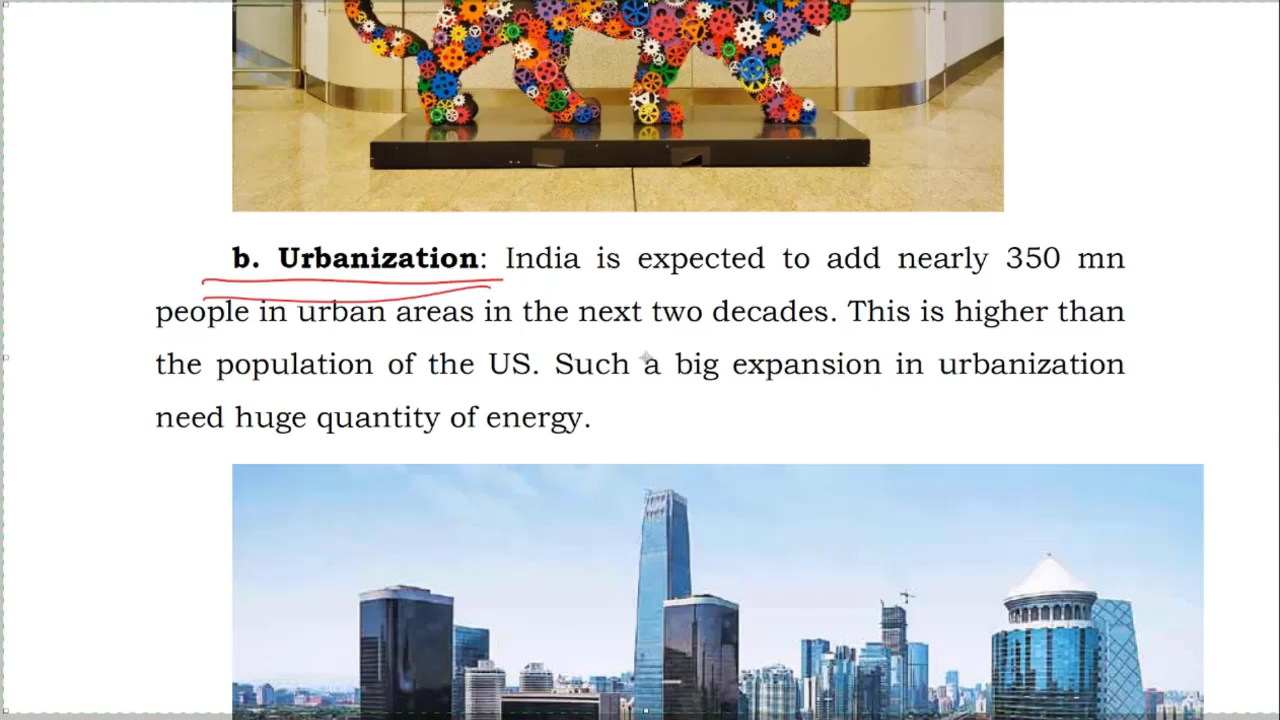 b. Urbanization: India is expected to add nearly 350 mn
people in urban areas in the next two decades. This is higher than
the population of the US. Such a big expansion in urbanization
need huge quantity of energy.